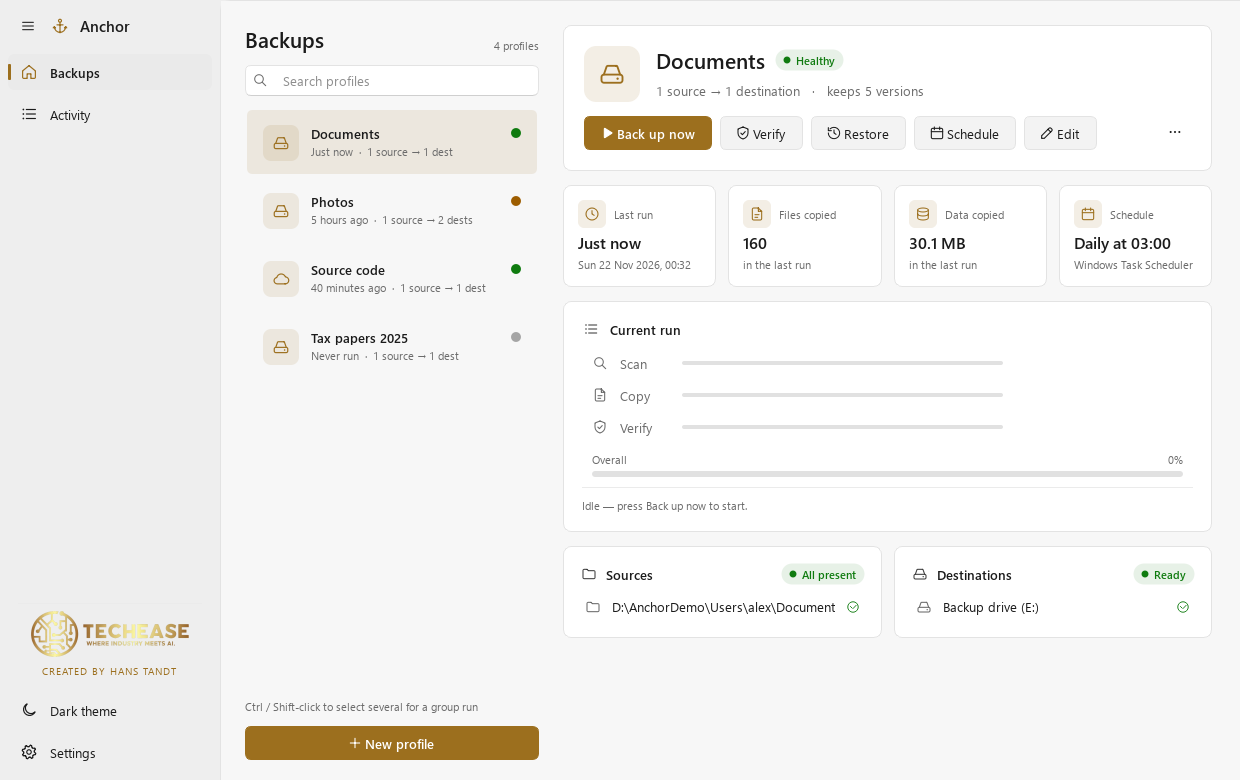 Anchor
Backups
Activity
TECHEASE
WHERE INDUSTRY MEETS AI.
CREATED BY HANS TANDT
Dark theme
Settings
Backups
4 profiles
Search profiles
Documents
Just now · 1 source → 1 dest
Photos
5 hours ago · 1 source → 2 dests
Source code
40 minutes ago · 1 source → 1 dest
Tax papers 2025
Never run · 1 source → 1 dest
Ctrl / Shift-click to select several for a group run
New profile
Documents
Healthy
1 source → 1 destination · keeps 5 versions
Back up now
Verify
Restore
Schedule
Edit
Last run
Just now
Sun 22 Nov 2026, 00:32
Files copied
160
in the last run
Data copied
30.1 MB
in the last run
Schedule
Daily at 03:00
Windows Task Scheduler
Current run
Scan
Copy
Verify
Overall
0%
Idle — press Back up now to start.
Sources
All present
D:\AnchorDemo\Users\alex\Document
Destinations
Ready
Backup drive (E:)